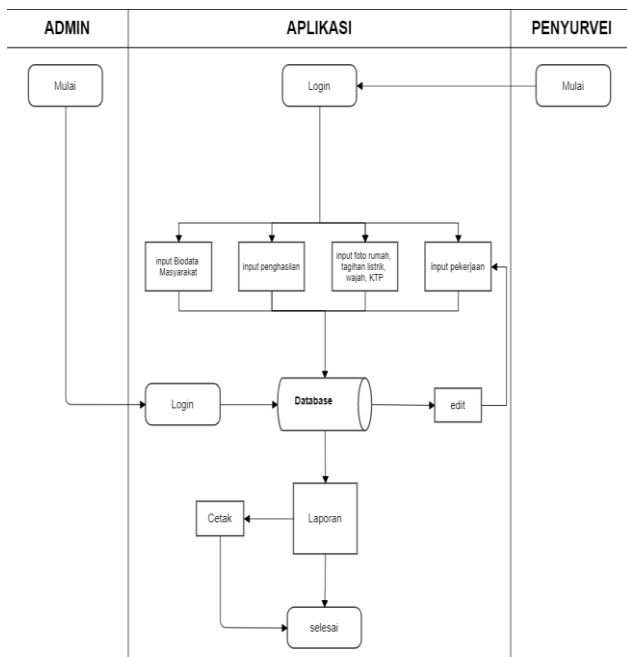 ADMIN
APLIKASI
PENYURVEI
Mulai
Login
Mulai
input Biodata
Masyarakat
input penghasilan
input foto rumah,
tagihan listrik,
wajah, KTP
input pekerjaan
Login
Database
edit
Cetak
Laporan
selesai